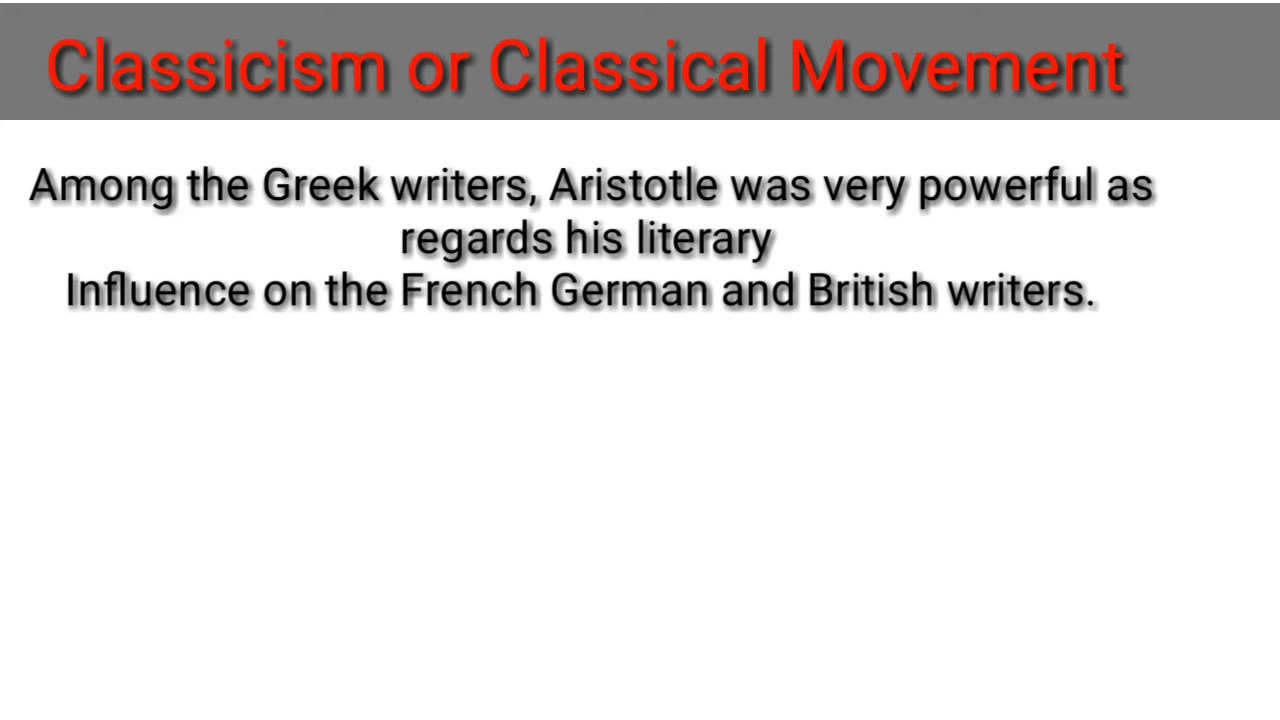 Classicism or Classical Movement
Among the Greek writers, Aristotle was very powerful as
regards his literary
Influence on the French German and British writers.